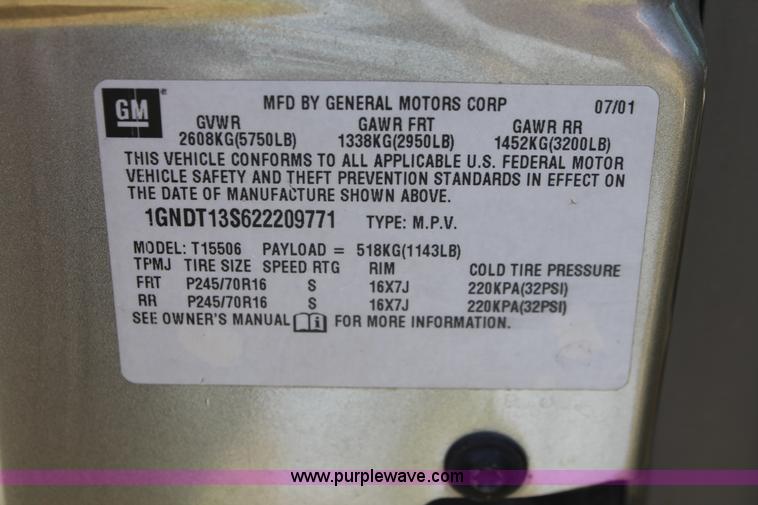 GM ® MFD BY GENERAL MOTORS CORP 07/01
GVWR GAWR FRT GAWR RR
2608KG(5750LB) 1338KG(2950LB) 1452KG(3200LB)
THIS VEHICLE CONFORMS TO ALL APPLICABLE U.S. FEDERAL MOTOR
VEHICLE SAFETY AND THEFT PREVENTION STANDARDS IN EFFECT ON
THE DATE OF MANUFACTURE SHOWN ABOVE.
1GNDT13S622209771 TYPE: M.P.V.
MODEL: T15506 PAYLOAD = 518KG(1143LB)
TPMJ TIRE SIZE SPEED RTG RIM COLD TIRE PRESSURE
FRT P245/70R16 S 16X7J 220KPA(32PSI)
RR P245/70R16 S 16X7J 220KPA(32PSI)
SEE OWNER'S MANUAL FOR MORE INFORMATION.
www.purplewave.com